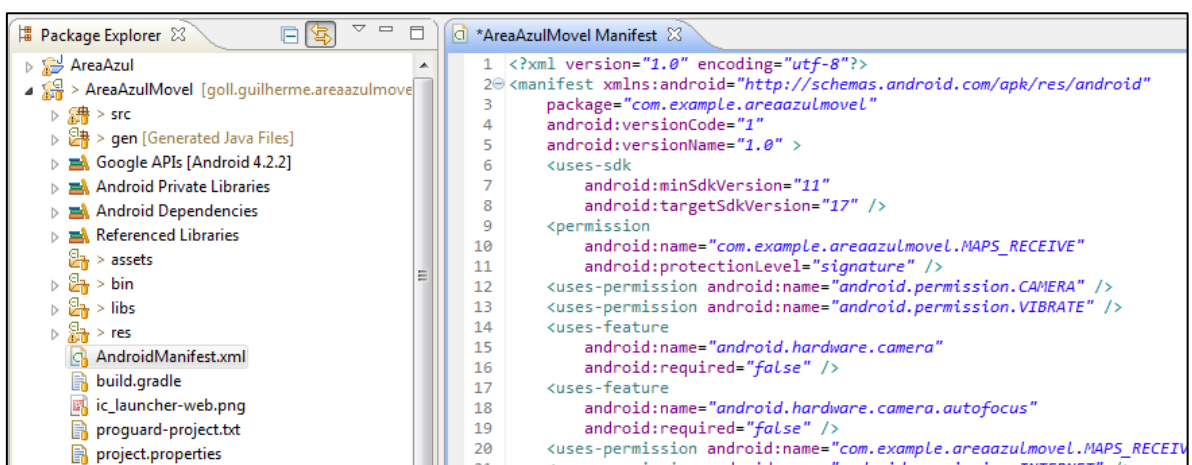 Package Explorer
AreaAzul
> AreaAzulMovel [goll.guilherme.areaazulmove
> src
> gen [Generated Java Files]
Google APIs [Android 4.2.2]
Android Private Libraries
Android Dependencies
Referenced Libraries
> assets
> bin
> libs
> res
AndroidManifest.xml
build.gradle
ic_launcher-web.png
proguard-project.txt
project.properties
*AreaAzulMovel Manifest
1 <?xml version="1.0" encoding="utf-8"?>
2 <manifest xmlns:android="http://schemas.android.com/apk/res/android"
3 package="com.example.areaazulmovel"
4 android:versionCode="1"
5 android:versionName="1.0" >
6 <uses-sdk
7 android:minSdkVersion="11"
8 android:targetSdkVersion="17" />
9 <permission
10 android:name="com.example.areaazulmovel.MAPS_RECEIVE"
11 android:protectionLevel="signature" />
12 <uses-permission android:name="android.permission.CAMERA" />
13 <uses-permission android:name="android.permission.VIBRATE" />
14 <uses-feature
15 android:name="android.hardware.camera"
16 android:required="false" />
17 <uses-feature
18 android:name="android.hardware.camera.autofocus"
19 android:required="false" />
20 <uses-permission android:name="com.example.areaazulmovel.MAPS_RECEIV